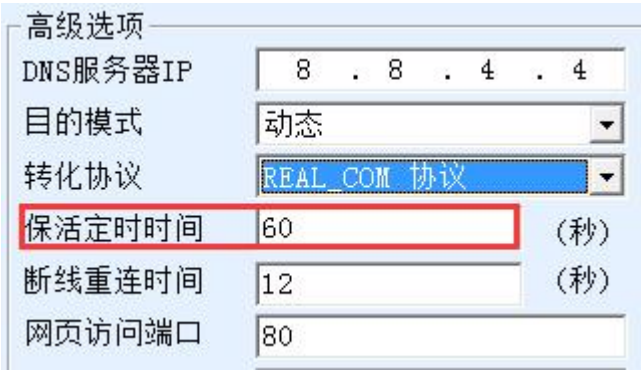 高级选项
DNS服务器IP 8 . 8 . 4 . 4
目的模式 动态
转化协议 REAL_COM 协议
保活定时时间 60 (秒)
断线重连时间 12 (秒)
网页访问端口 80